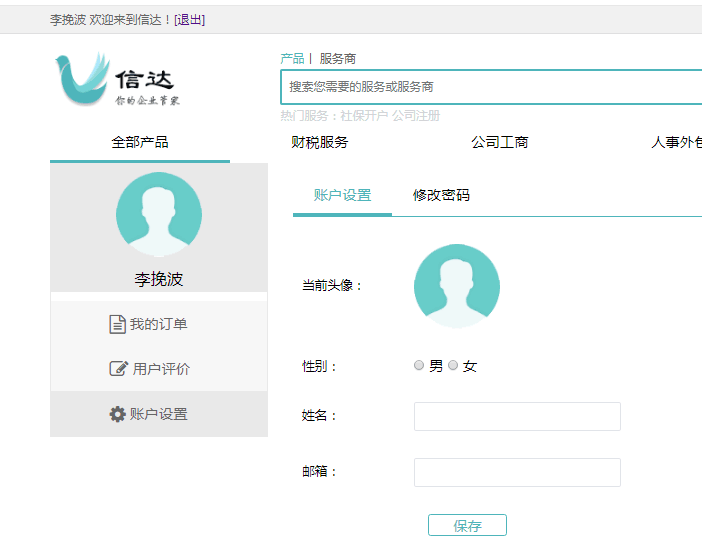 李挽波 欢迎来到信达！[退出]
信达
你的企业管家
产品丨 服务商
搜索您需要的服务或服务商
热门服务：社保开户 公司注册
全部产品 财税服务 公司工商 人事外包
李挽波
我的订单
用户评价
账户设置
账户设置 修改密码
当前头像：
性别： 男 女
姓名：
邮箱：
保存